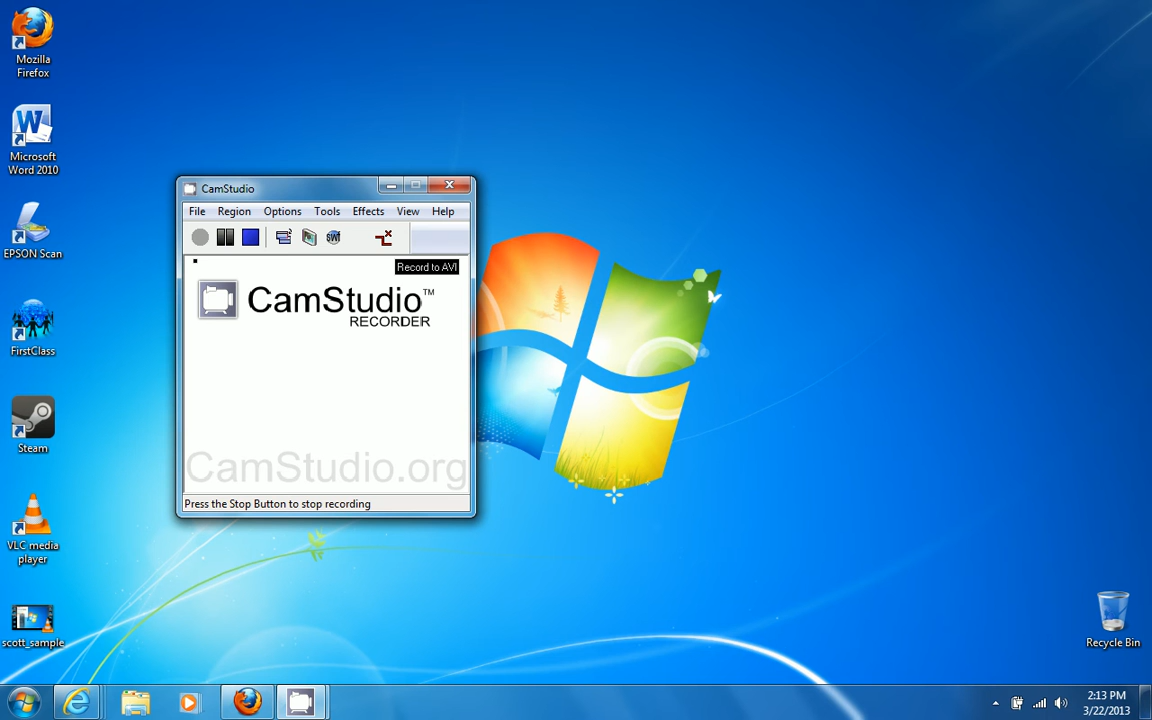 Mozilla
Firefox
Microsoft
Word 2010
EPSON Scan
FirstClass
Steam
VLC media
player
scott_sample
CamStudio
File Region Options Tools Effects View Help
SWF
Record to AVI
CamStudio™
RECORDER
CamStudio.org
Press the Stop Button to stop recording
Recycle Bin
2:13 PM
3/22/2013